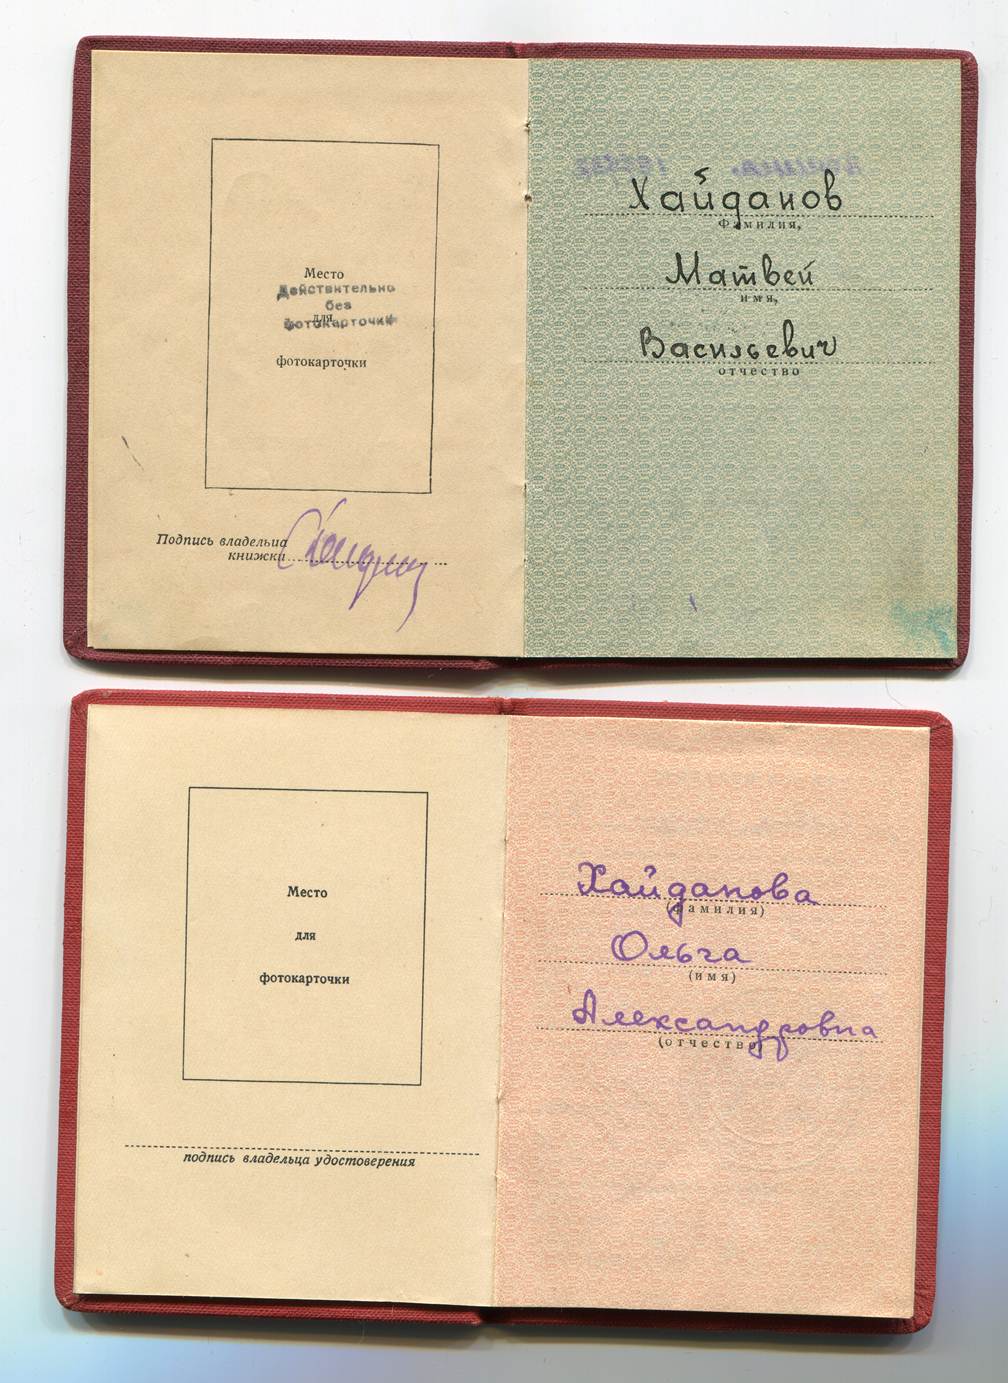 Место
Действительно
без
для
фотокарточки
фотокарточки
Подпись владельца
книжки
Хайданов
Фамилия,
Матвей
имя,
Васильевич
отчество
Место
для
фотокарточки
подпись владельца удостоверения
Хайданова
(фамилия)
Ольга
(имя)
Александровна
(отчество)